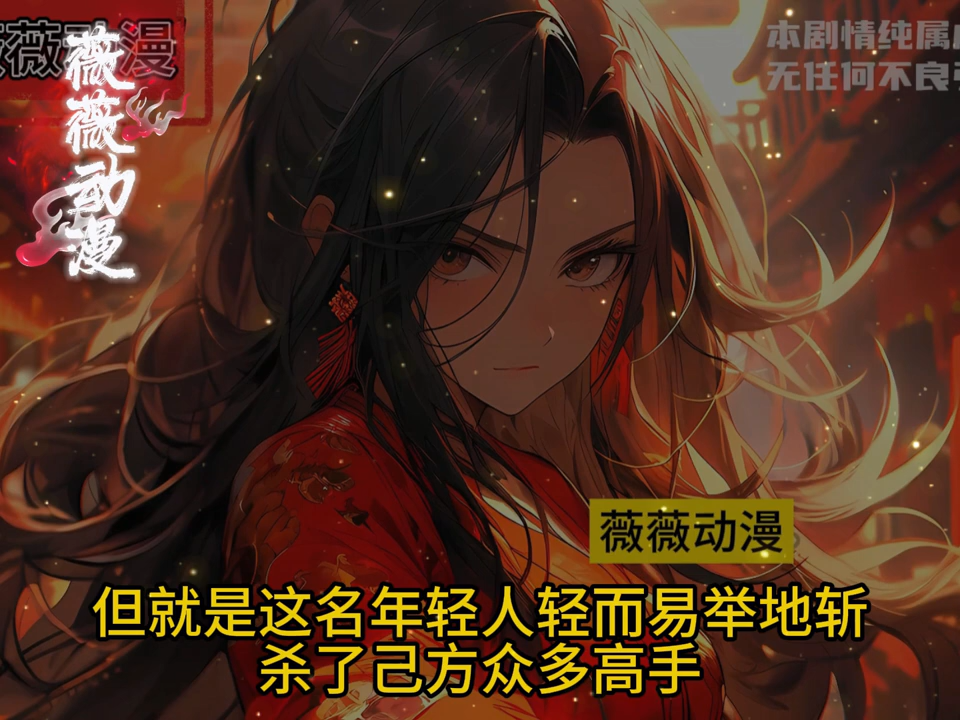 薇动漫
薇薇动漫
本剧情纯属
无任何不良
薇薇动漫
但就是这名年轻人轻而易举地斩
杀了己方众多高手